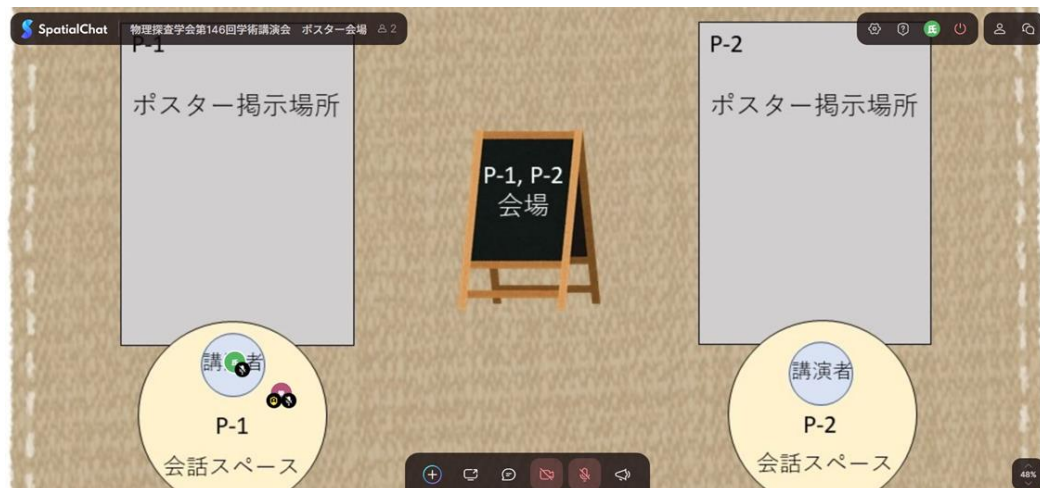 SpatialChat 物理探査学会第146回学術講演会 ポスター会場 2
氏
P-1
ポスター掲示場所
P-1, P-2
会場
P-2
ポスター掲示場所
講 者
P-1
会話スペース
講演者
P-2
会話スペース
48%